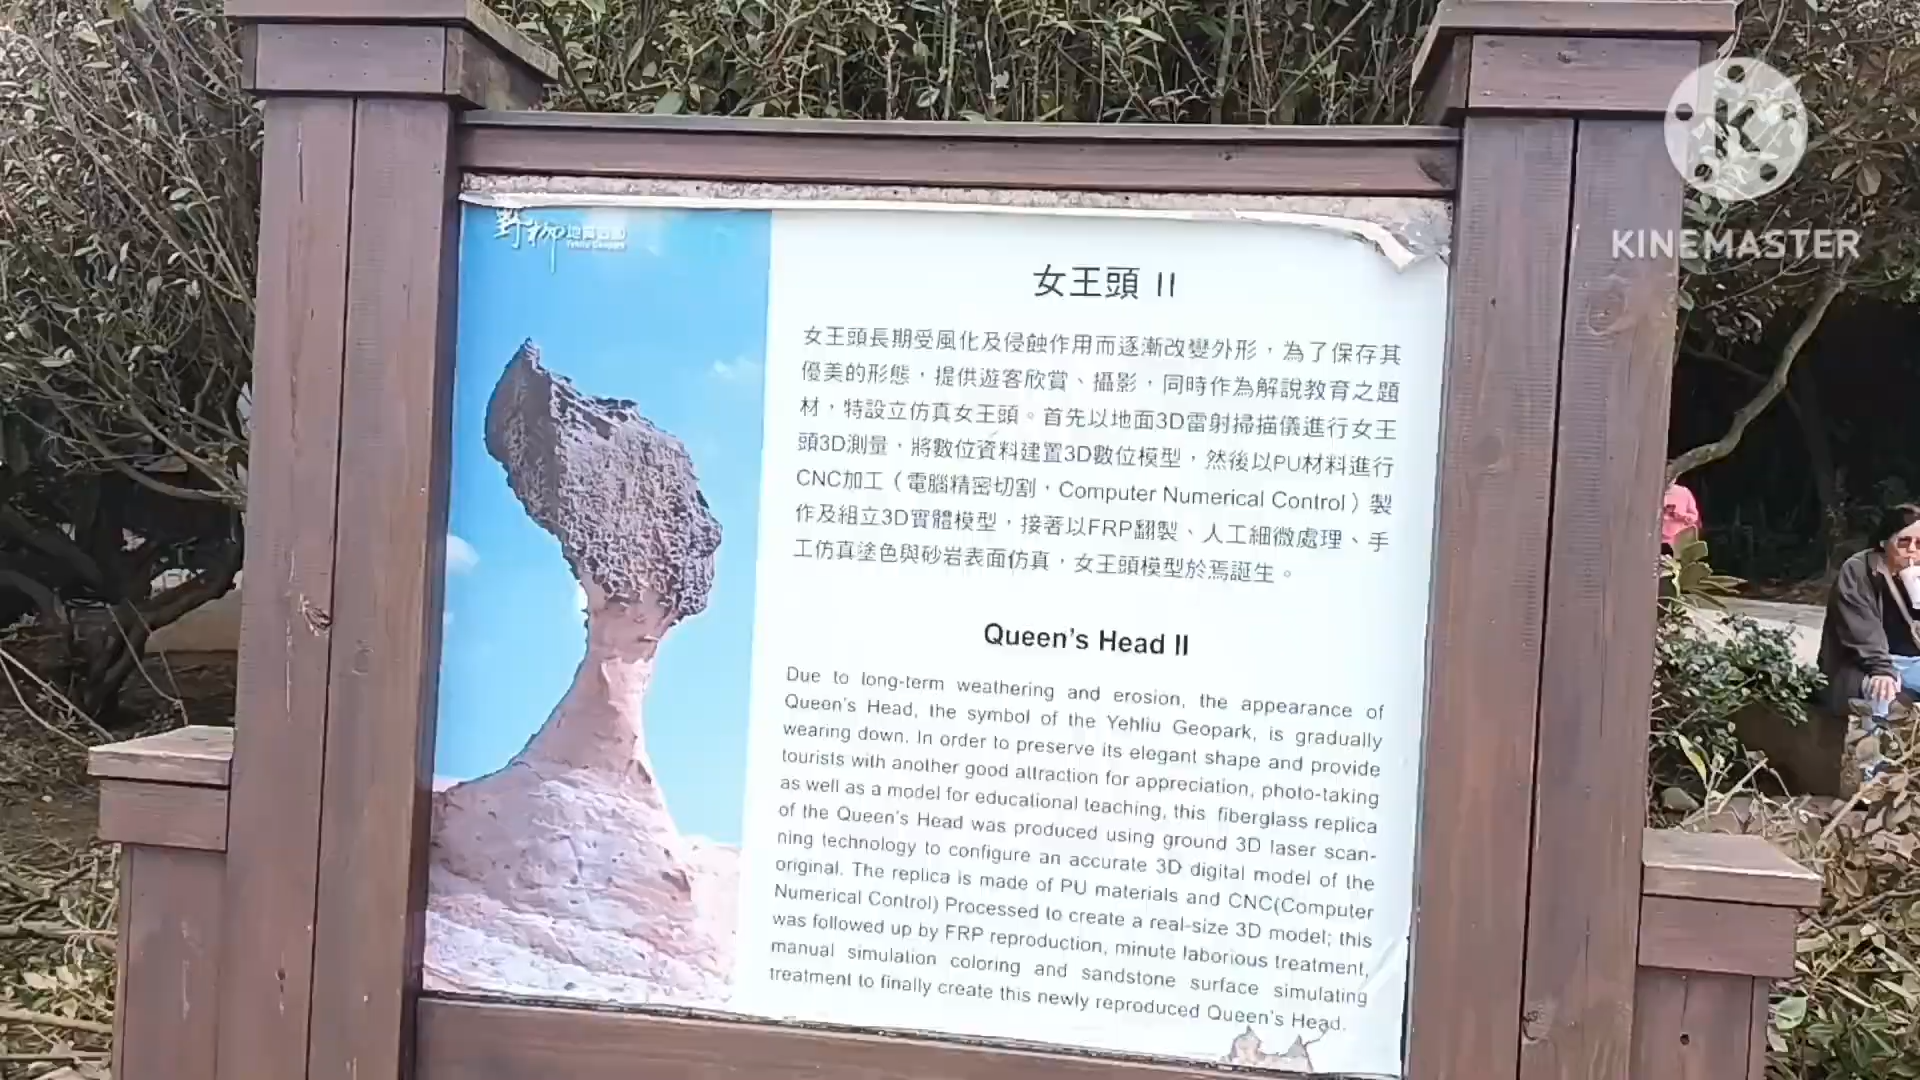 野柳地質公園
Yehliu Geopark
KINEMASTER
女王頭 II
女王頭長期受風化及侵蝕作用而逐漸改變外形，為了保存其
優美的形態，提供遊客欣賞、攝影，同時作為解說教育之題
材，特設立仿真女王頭。首先以地面3D雷射掃描儀進行女王
頭3D測量，將數位資料建置3D數位模型，然後以PU材料進行
CNC加工（電腦精密切割，Computer Numerical Control）製
作及組立3D實體模型，接著以FRP翻製、人工細微處理、手
工仿真塗色與砂岩表面仿真，女王頭模型於焉誕生。
Queen's Head II
Due to long-term weathering and erosion, the appearance of
Queen's Head, the symbol of the Yehliu Geopark, is gradually
wearing down. In order to preserve its elegant shape and provide
tourists with another good attraction for appreciation, photo-taking
as well as a model for educational teaching, this fiberglass replica
of the Queen's Head was produced using ground 3D laser scan-
ning technology to configure an accurate 3D digital model of the
original. The replica is made of PU materials and CNC(Computer
Numerical Control) Processed to create a real-size 3D model; this
was followed up by FRP reproduction, minute laborious treatment,
manual simulation coloring and sandstone surface simulating
treatment to finally create this newly reproduced Queen's Head.